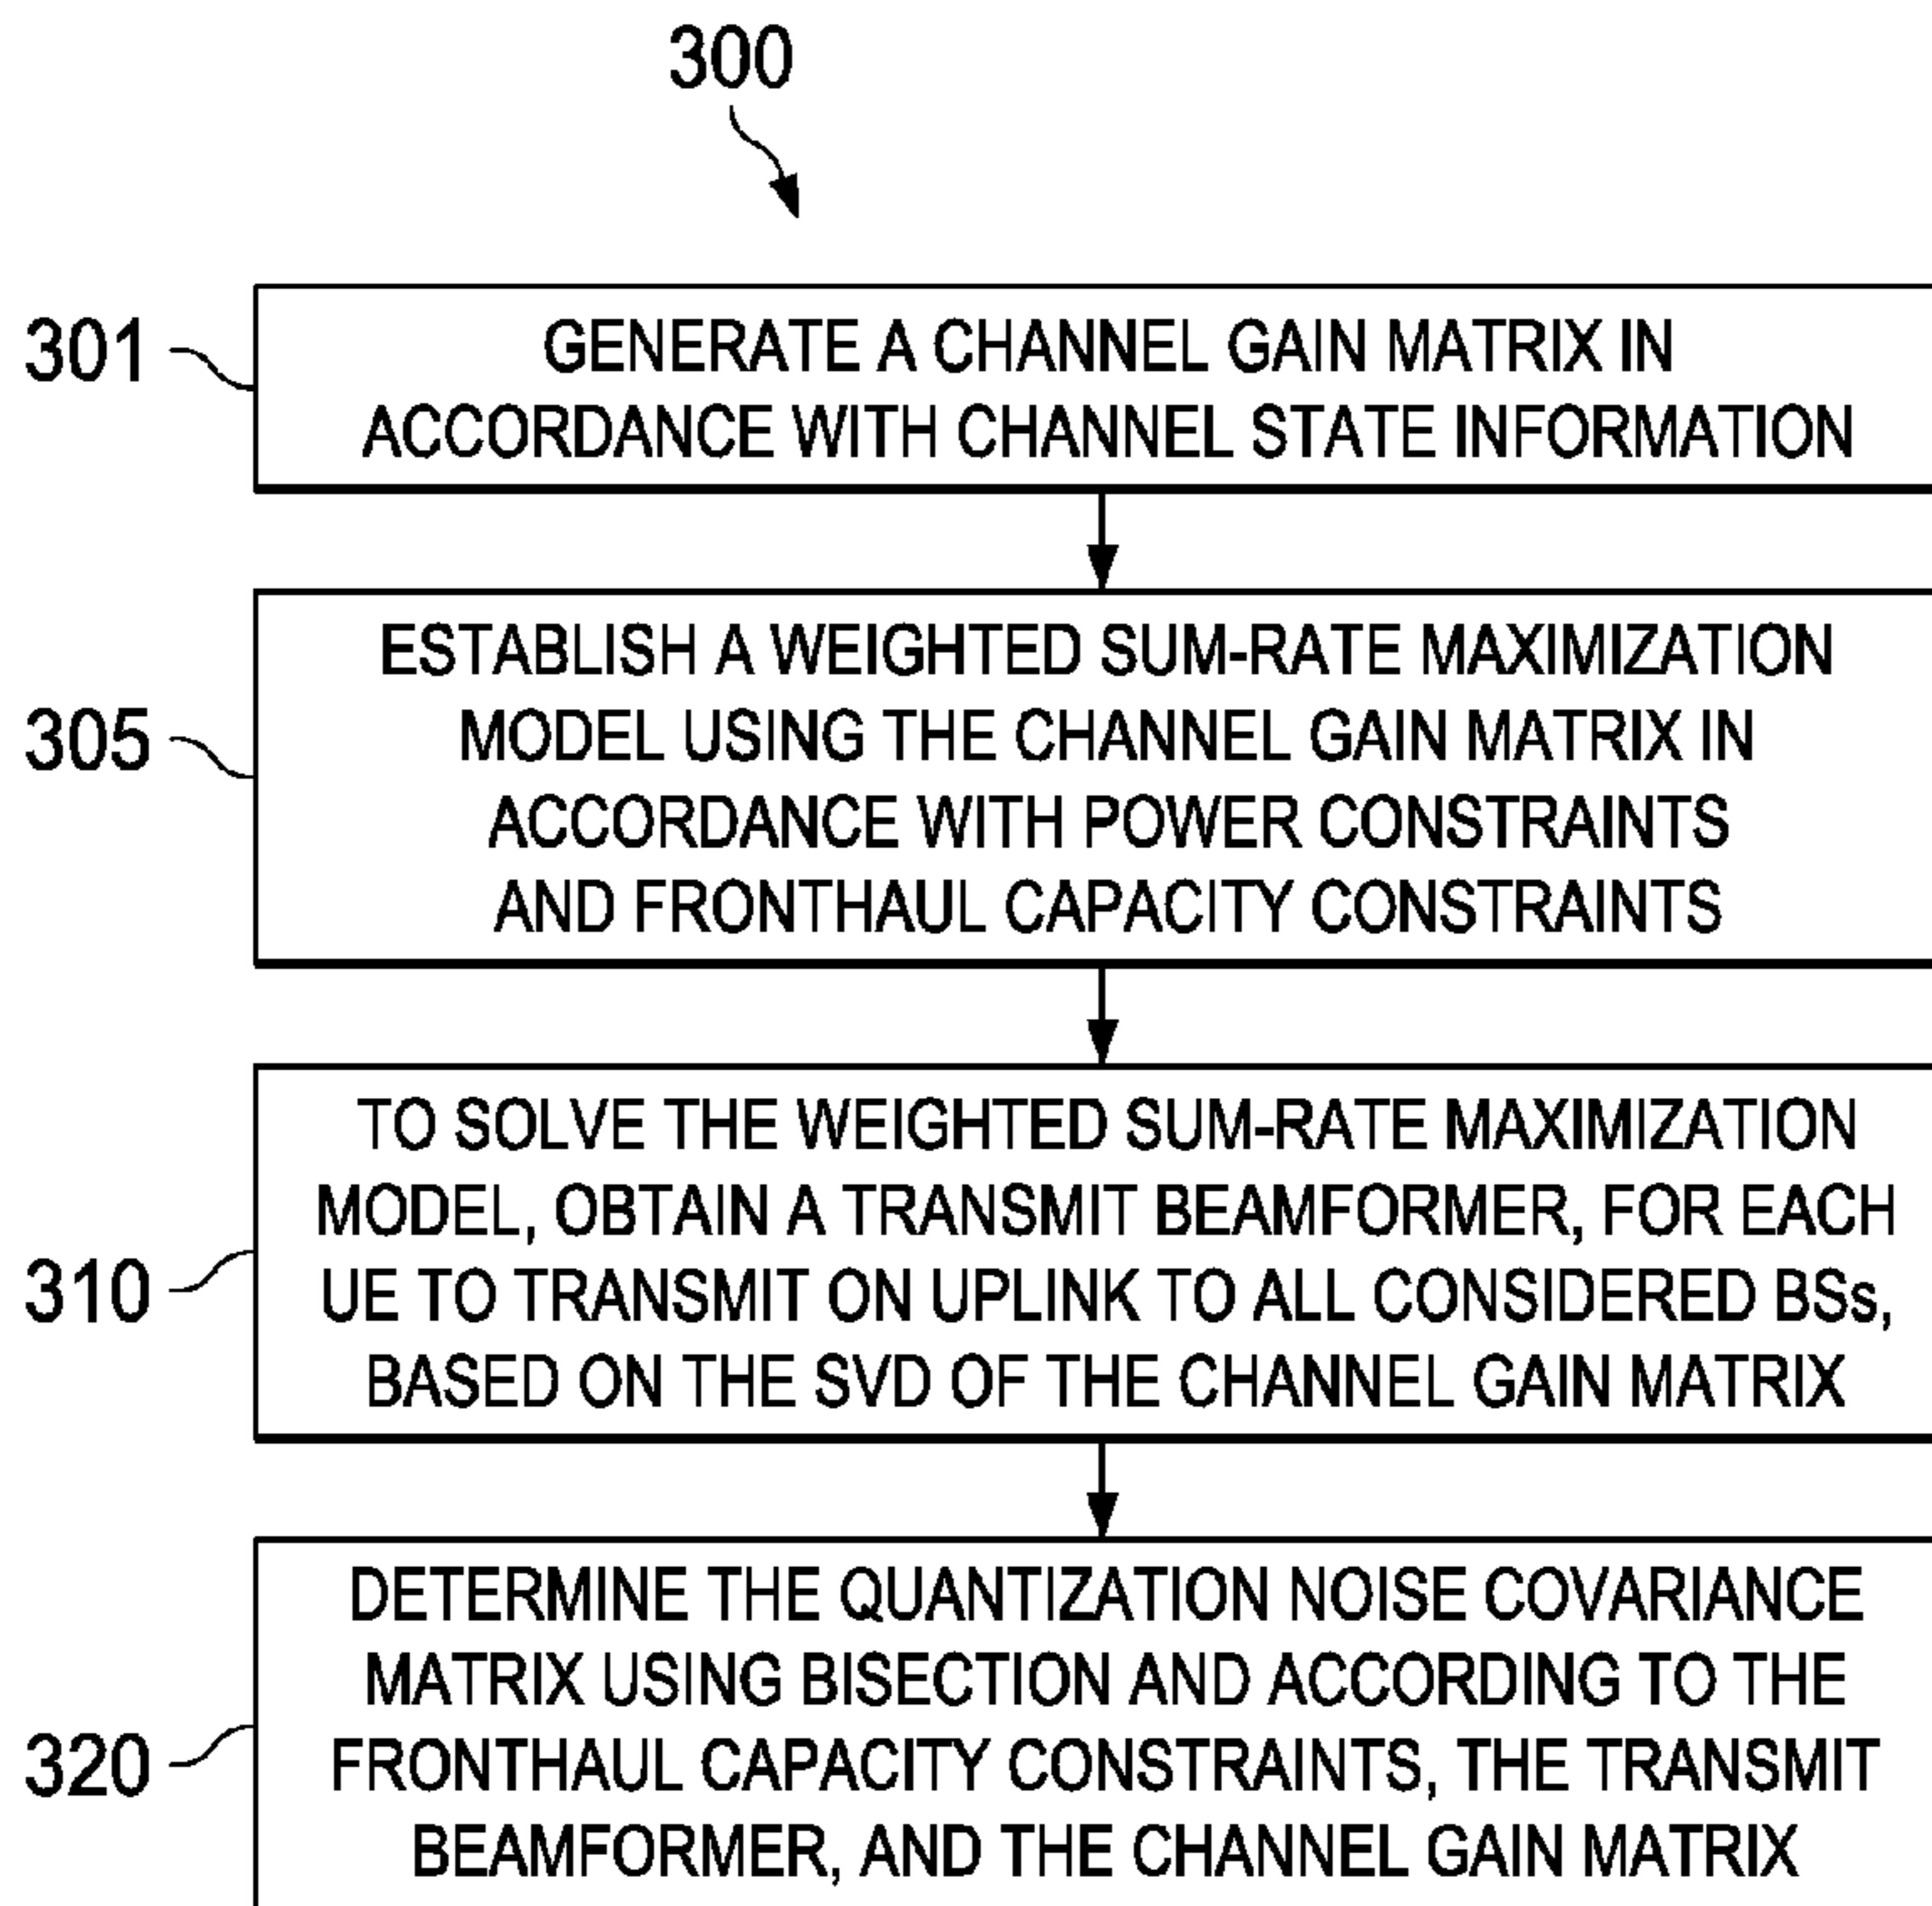 300
301
GENERATE A CHANNEL GAIN MATRIX IN
ACCORDANCE WITH CHANNEL STATE INFORMATION
305
ESTABLISH A WEIGHTED SUM-RATE MAXIMIZATION
MODEL USING THE CHANNEL GAIN MATRIX IN
ACCORDANCE WITH POWER CONSTRAINTS
AND FRONTHAUL CAPACITY CONSTRAINTS
310
TO SOLVE THE WEIGHTED SUM-RATE MAXIMIZATION
MODEL, OBTAIN A TRANSMIT BEAMFORMER, FOR EACH
UE TO TRANSMIT ON UPLINK TO ALL CONSIDERED BSs,
BASED ON THE SVD OF THE CHANNEL GAIN MATRIX
320
DETERMINE THE QUANTIZATION NOISE COVARIANCE
MATRIX USING BISECTION AND ACCORDING TO THE
FRONTHAUL CAPACITY CONSTRAINTS, THE TRANSMIT
BEAMFORMER, AND THE CHANNEL GAIN MATRIX